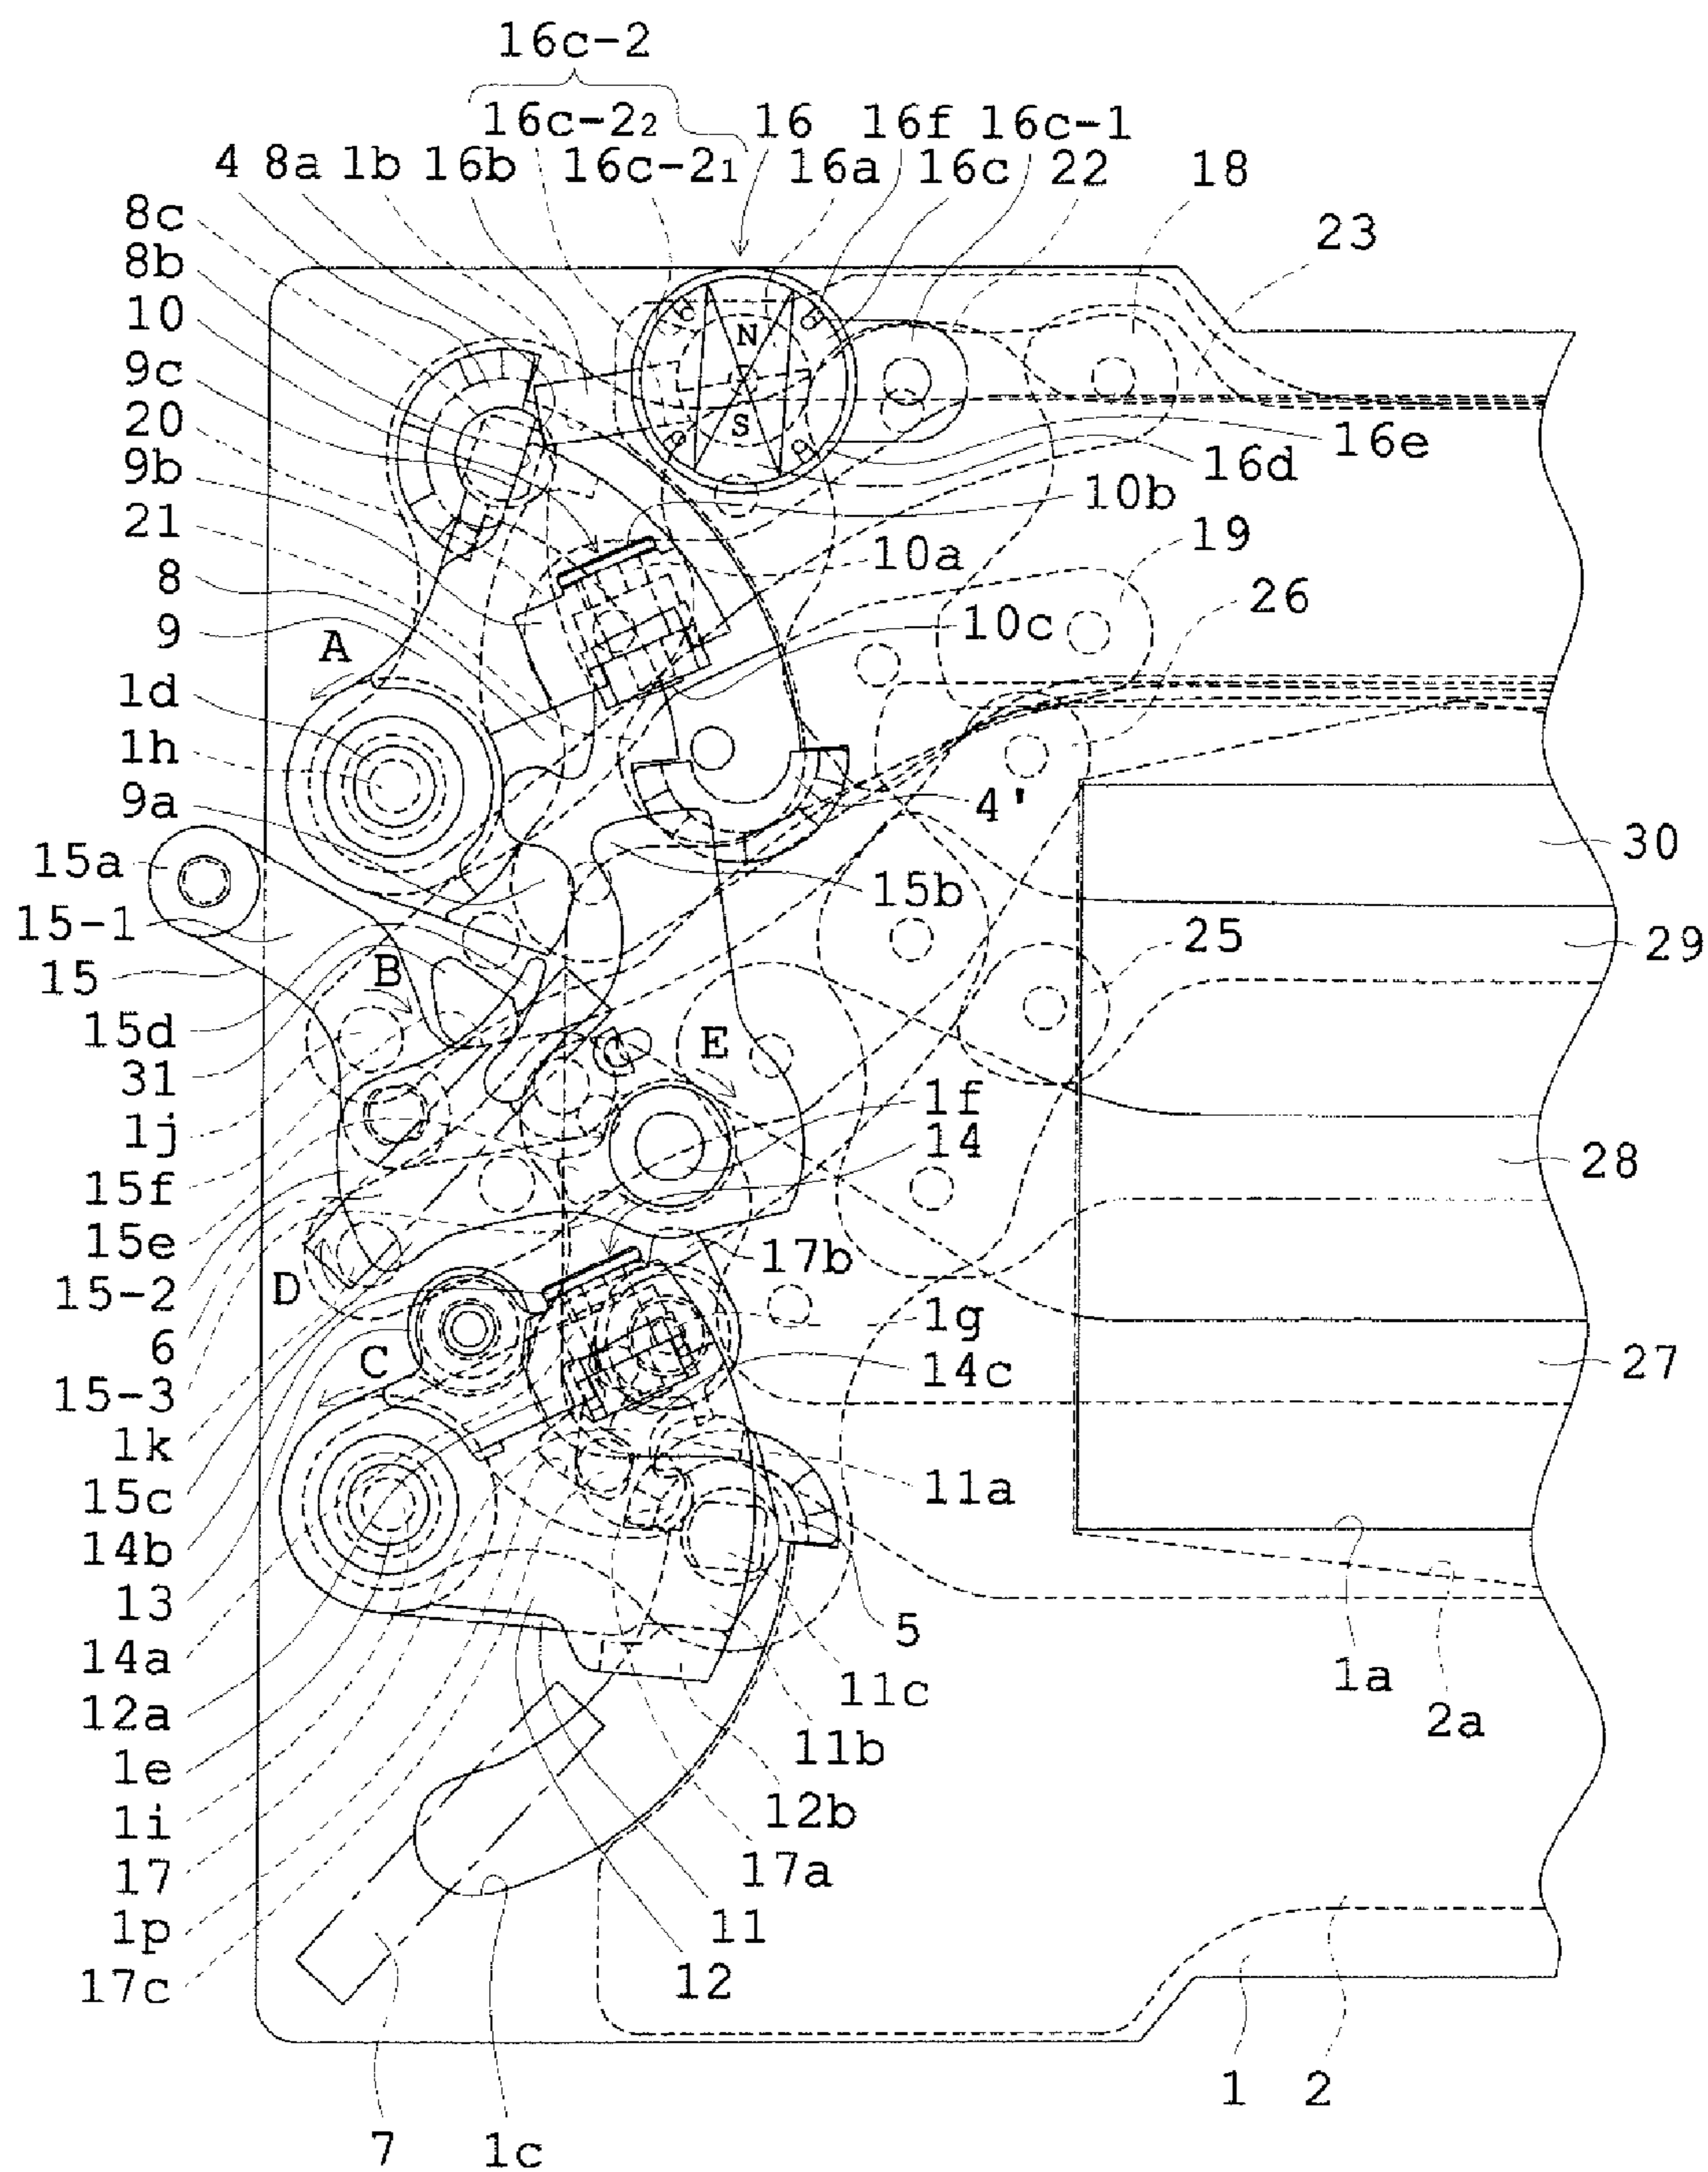 16c-2
16c-2₂ 16 16f 16c-1
4 8a 1b 16b 16c-2₁ 16a 16c 22 18
8c
23
8b
10
N
9c
20
S
16e
9b
16d
10b
21
19
10a
8
26
10c
9
A
1d
1h
9a
4'
30
15a
15b
15-1
25
29
15
B
15d
E
31
1f
1j
14
28
15f
15e
17b
15-2
D
1g
6
C
14c
27
15-3
1k
15c
11a
14b
13
5
14a
11c
1a
12a
2a
11b
1e
12b
1i
17a
17
11
1p
12
17c
1 2
7 1c